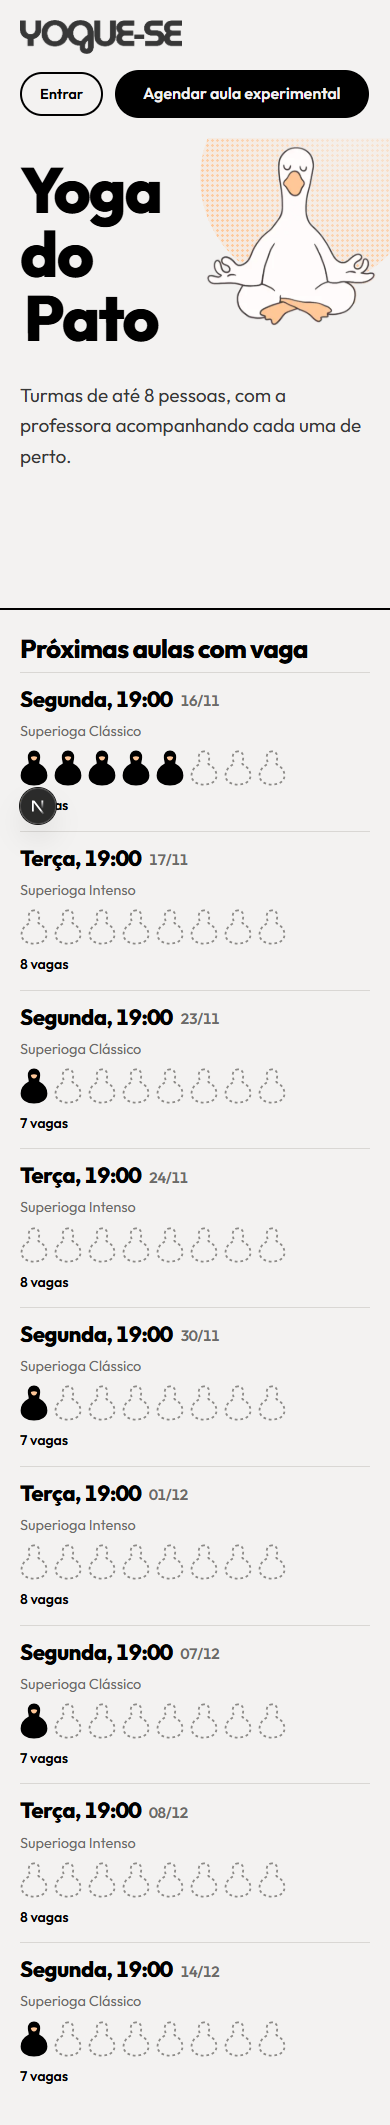 YOQUE-SE
Entrar
Agendar aula experimental
Yoga
do
Pato
Turmas de até 8 pessoas, com a
professora acompanhando cada uma de
perto.
Próximas aulas com vaga
Segunda, 19:00 16/11
Superioga Clássico
N
Terça, 19:00 17/11
Superioga Intenso
8 vagas
Segunda, 19:00 23/11
Superioga Clássico
7 vagas
Terça, 19:00 24/11
Superioga Intenso
8 vagas
Segunda, 19:00 30/11
Superioga Clássico
7 vagas
Terça, 19:00 01/12
Superioga Intenso
8 vagas
Segunda, 19:00 07/12
Superioga Clássico
7 vagas
Terça, 19:00 08/12
Superioga Intenso
8 vagas
Segunda, 19:00 14/12
Superioga Clássico
7 vagas